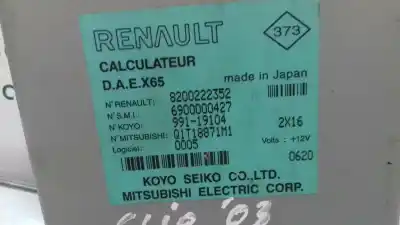 RENAULT
373
CALCULATEUR
D.A.E.X65
made in Japan
N°RENAULT: 8200222352
N°S.M.I.: 6900000427
N°KOYO: 991-19104 2X16
N°MITSUBISHI: Q1T18871M1
Logiciel: 0005 Volts : +12V
0620
KOYO SEIKO CO.,LTD.
MITSUBISHI ELECTRIC CORP.
Clio '03